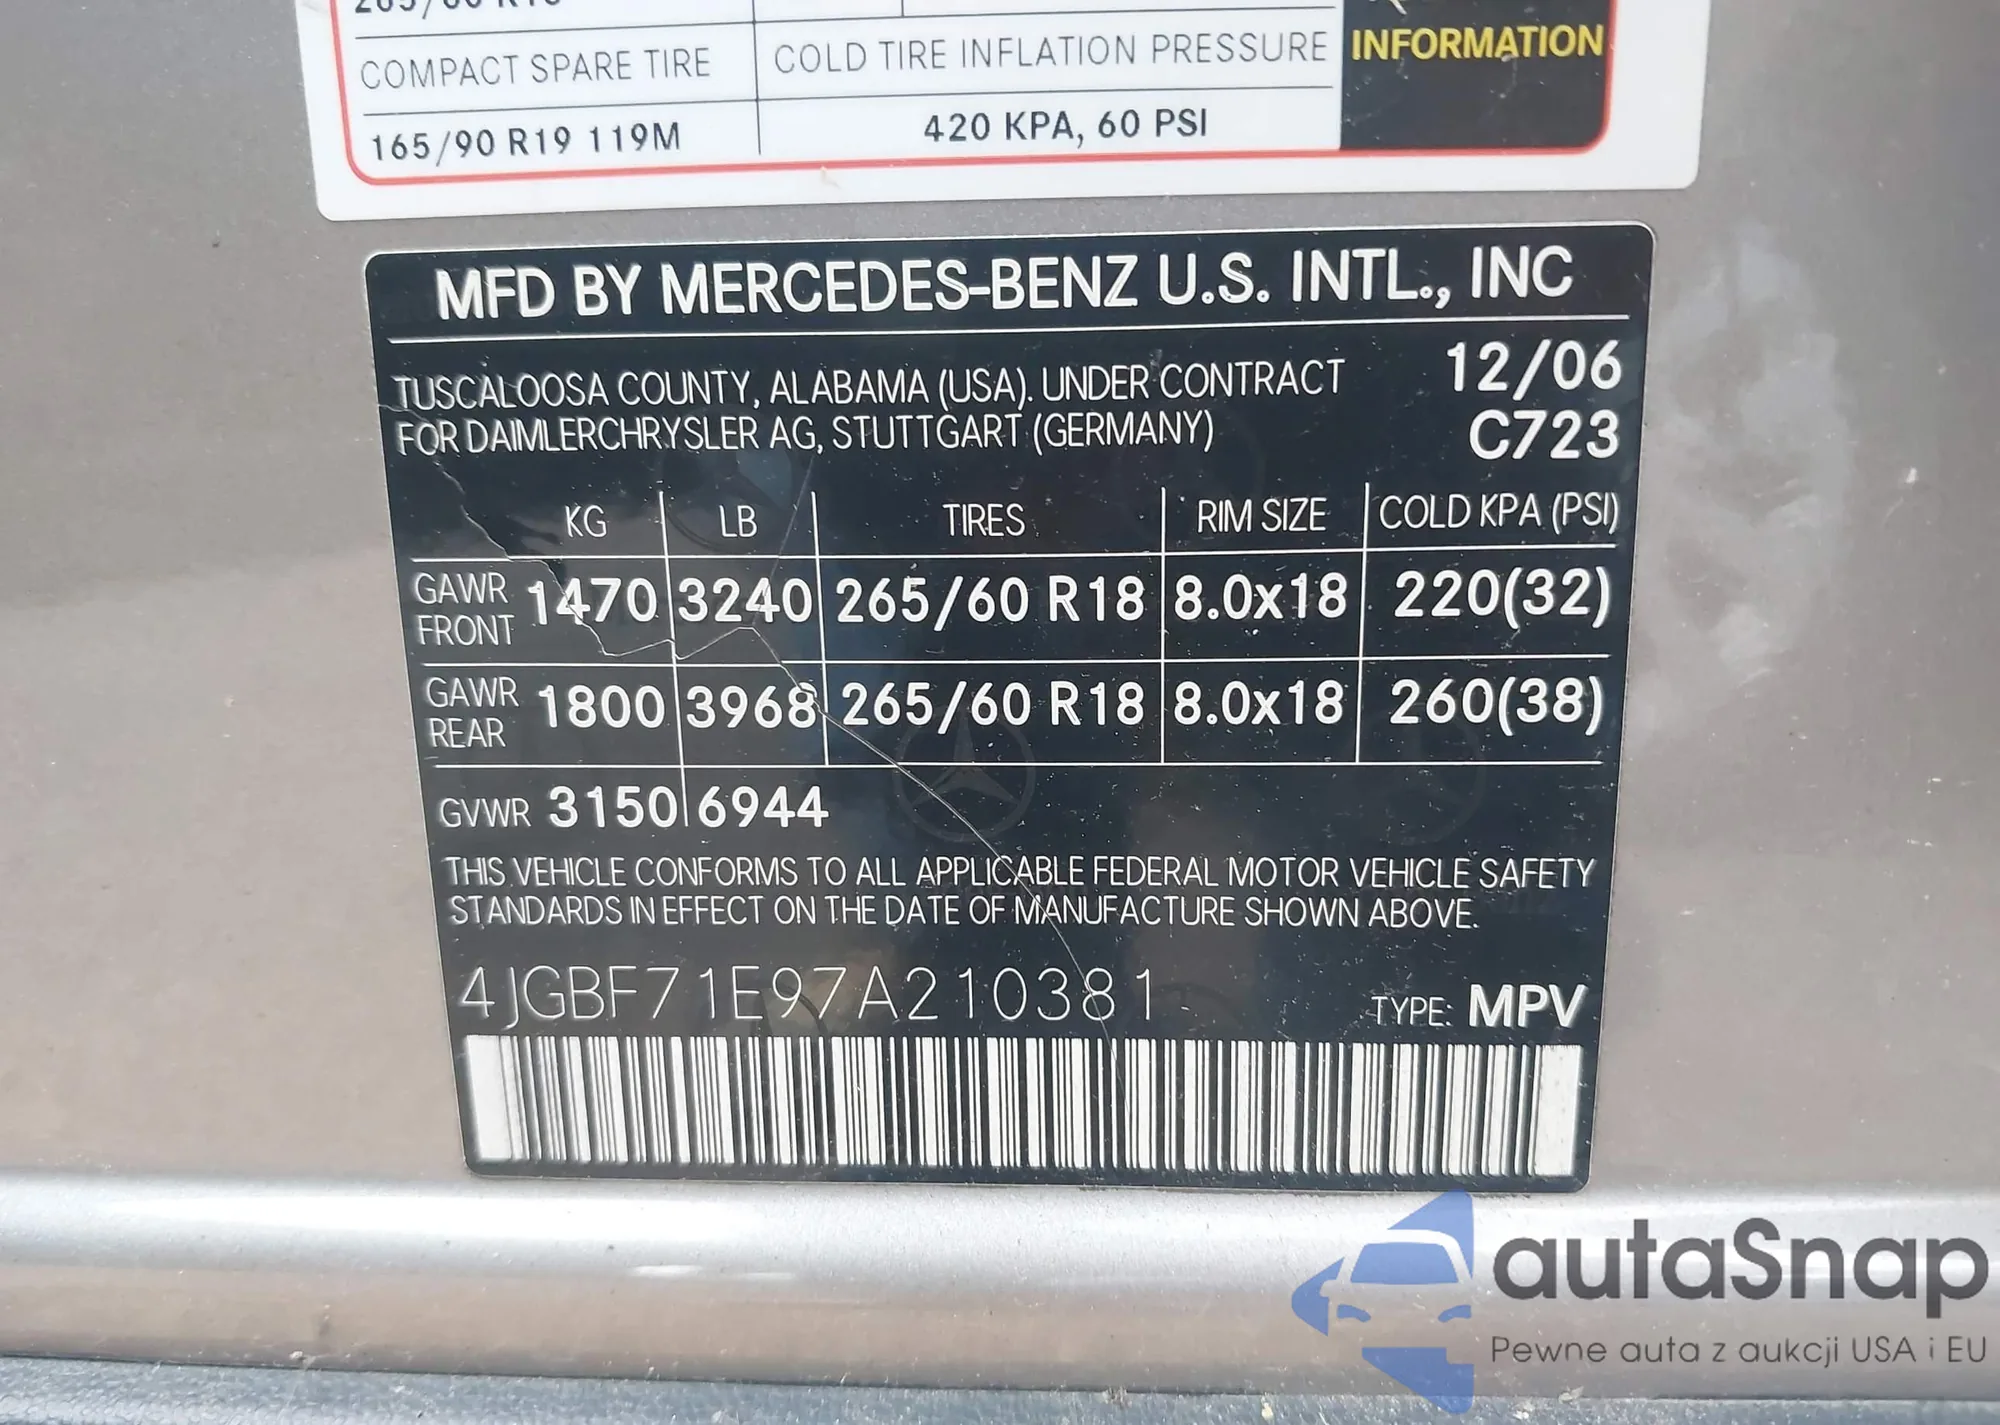 265/60 R18
COMPACT SPARE TIRE COLD TIRE INFLATION PRESSURE INFORMATION
165/90 R19 119M 420 KPA, 60 PSI
MFD BY MERCEDES-BENZ U.S. INTL., INC
TUSCALOOSA COUNTY, ALABAMA (USA). UNDER CONTRACT 12/06
FOR DAIMLERCHRYSLER AG, STUTTGART (GERMANY) C723
KG LB TIRES RIM SIZE COLD KPA (PSI)
GAWR FRONT 1470 3240 265/60 R18 8.0x18 220(32)
GAWR REAR 1800 3968 265/60 R18 8.0x18 260(38)
GVWR 3150 6944
THIS VEHICLE CONFORMS TO ALL APPLICABLE FEDERAL MOTOR VEHICLE SAFETY
STANDARDS IN EFFECT ON THE DATE OF MANUFACTURE SHOWN ABOVE.
4JGBF71E97A210381 TYPE: MPV
autaSnap
Pewne auta z aukcji USA i EU